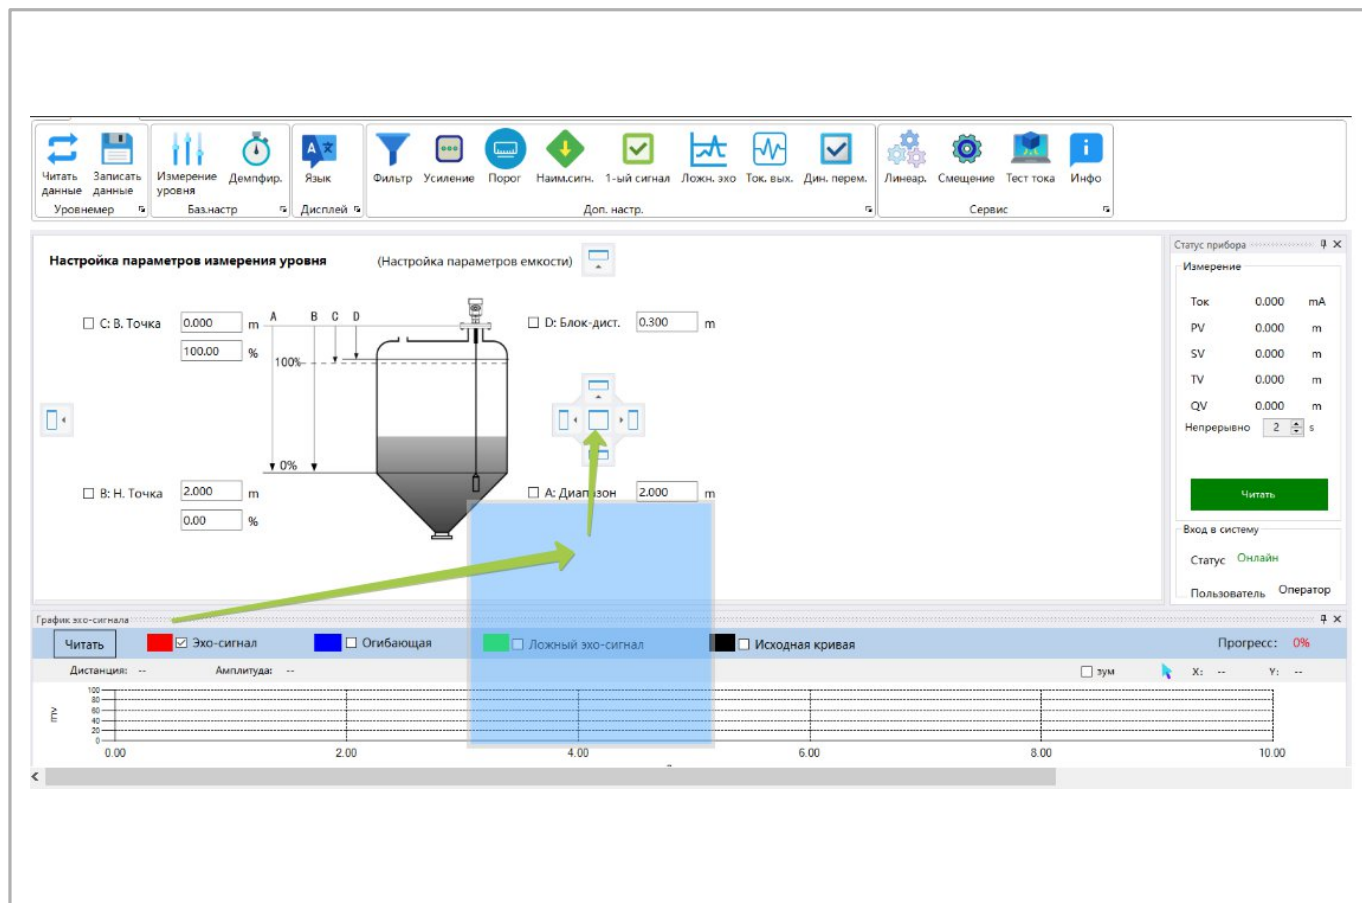 Читать данные
Записать данные
Измерение уровня
Демпфир.
Язык
Фильтр
Усиление
Порог
Наим.сигн.
1-ый сигнал
Ложн. эхо
Ток. вых.
Дин. перем.
Линеар.
Смещение
Тест тока
Инфо
Уровнемер
Баз.настр
Дисплей
Доп. настр.
Сервис
Настройка параметров измерения уровня
(Настройка параметров емкости)
C: В. Точка 0.000 m
100.00 %
A B C D
100%
0%
D: Блок-дист. 0.300 m
B: Н. Точка 2.000 m
0.00 %
A: Диапазон 2.000 m
Статус прибора
Измерение
Ток 0.000 mA
PV 0.000 m
SV 0.000 m
TV 0.000 m
QV 0.000 m
Непрерывно 2 s
Читать
Вход в систему
Статус Онлайн
Пользователь Оператор
График эхо-сигнала
Читать Эхо-сигнал Огибающая Ложный эхо-сигнал Исходная кривая Прогресс: 0%
Дистанция: -- Амплитуда: -- зум X: -- Y: --
mV
100
80
60
40
20
0
0.00 2.00 4.00 6.00 8.00 10.00